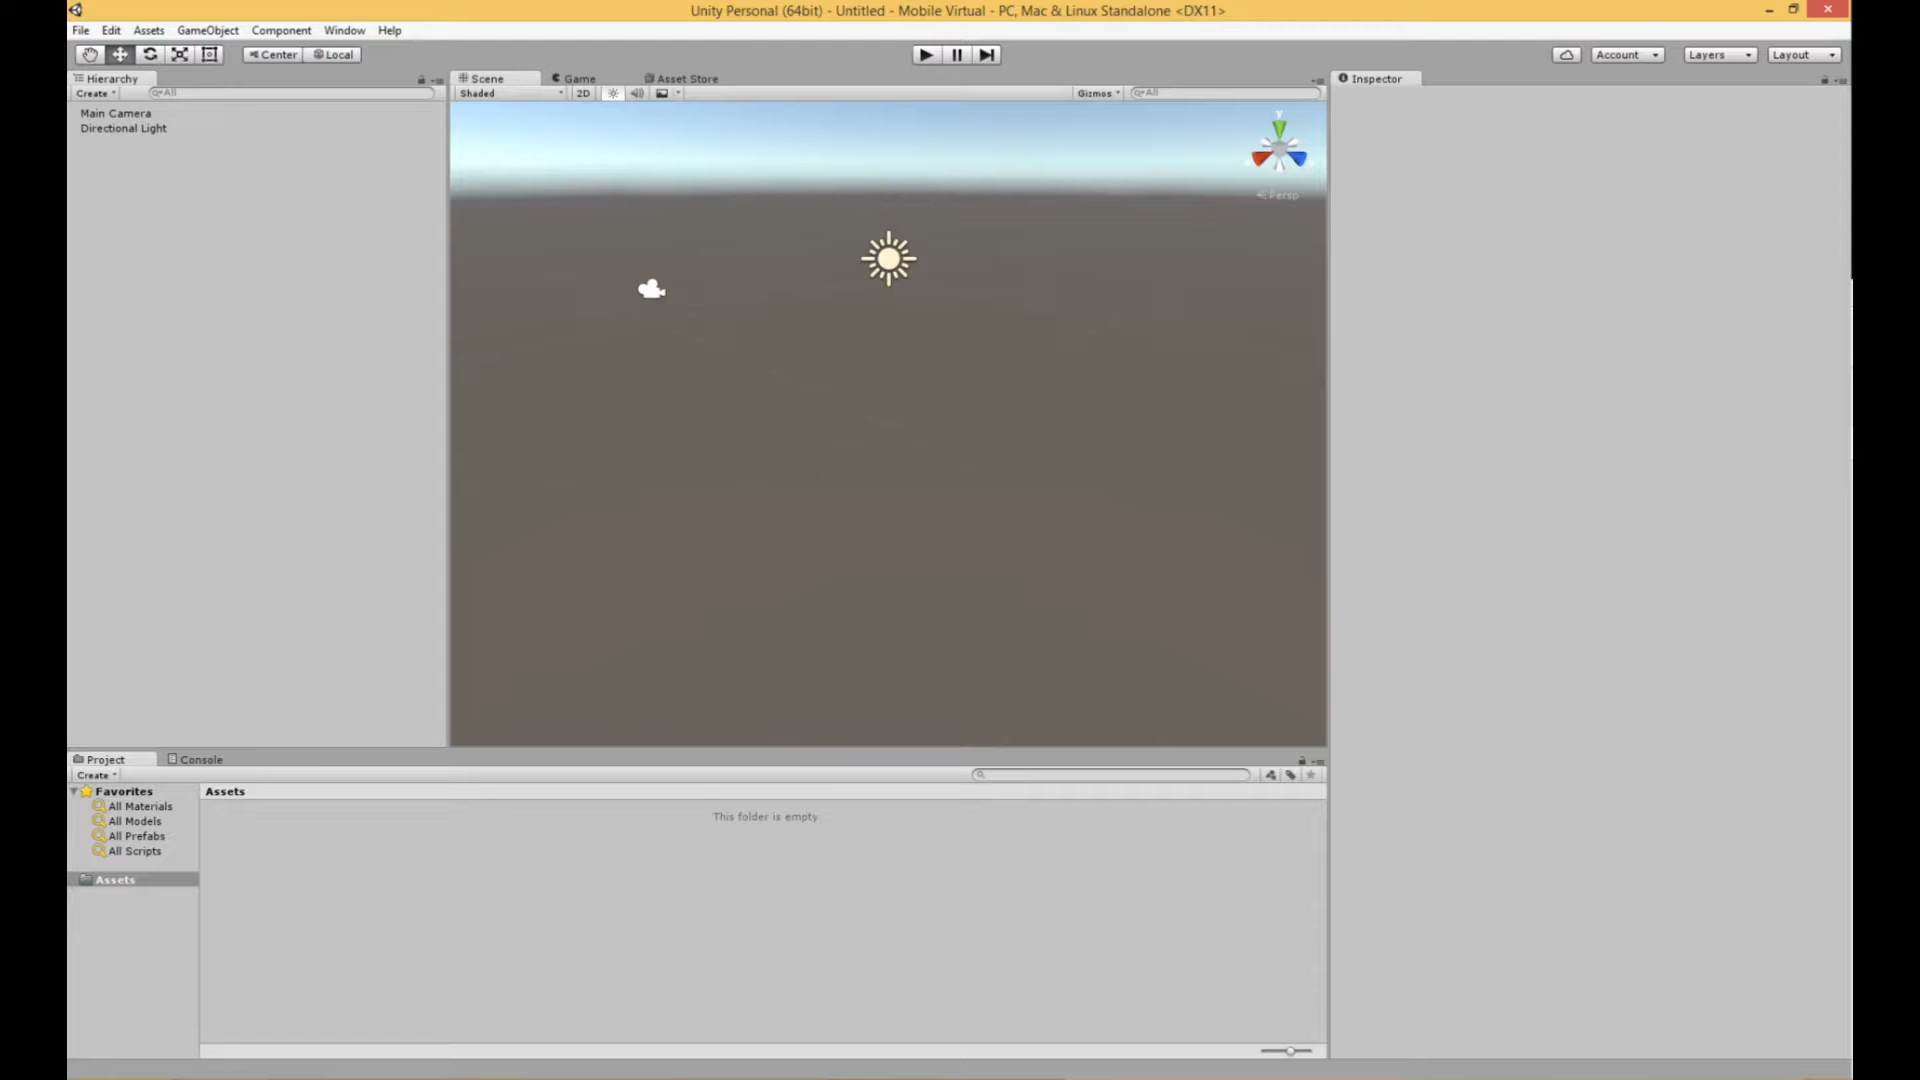 Unity Personal (64bit) - Untitled - Mobile Virtual - PC, Mac & Linux Standalone <DX11>
File Edit Assets GameObject Component Window Help
Center Local Account Layers Layout
Hierarchy Scene Game Asset Store Inspector
Create All Shaded 2D Gizmos All
Main Camera
Directional Light
y
Persp
Project Console
Create
Favorites Assets
All Materials
This folder is empty
All Models
All Prefabs
All Scripts
Assets